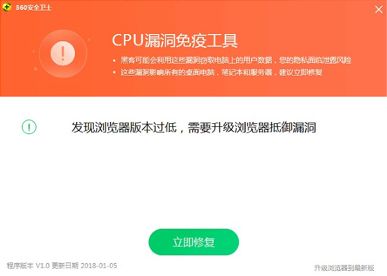 360安全卫士
CPU漏洞免疫工具
黑客可能会利用这些漏洞窃取电脑上的用户数据，您的隐私面临泄露风险
这些漏洞影响所有的桌面电脑、笔记本和服务器，建议立即修复
发现浏览器版本过低，需要升级浏览器抵御漏洞
立即修复
程序版本 V1.0 更新日期 2018-01-05
升级浏览器到最新版